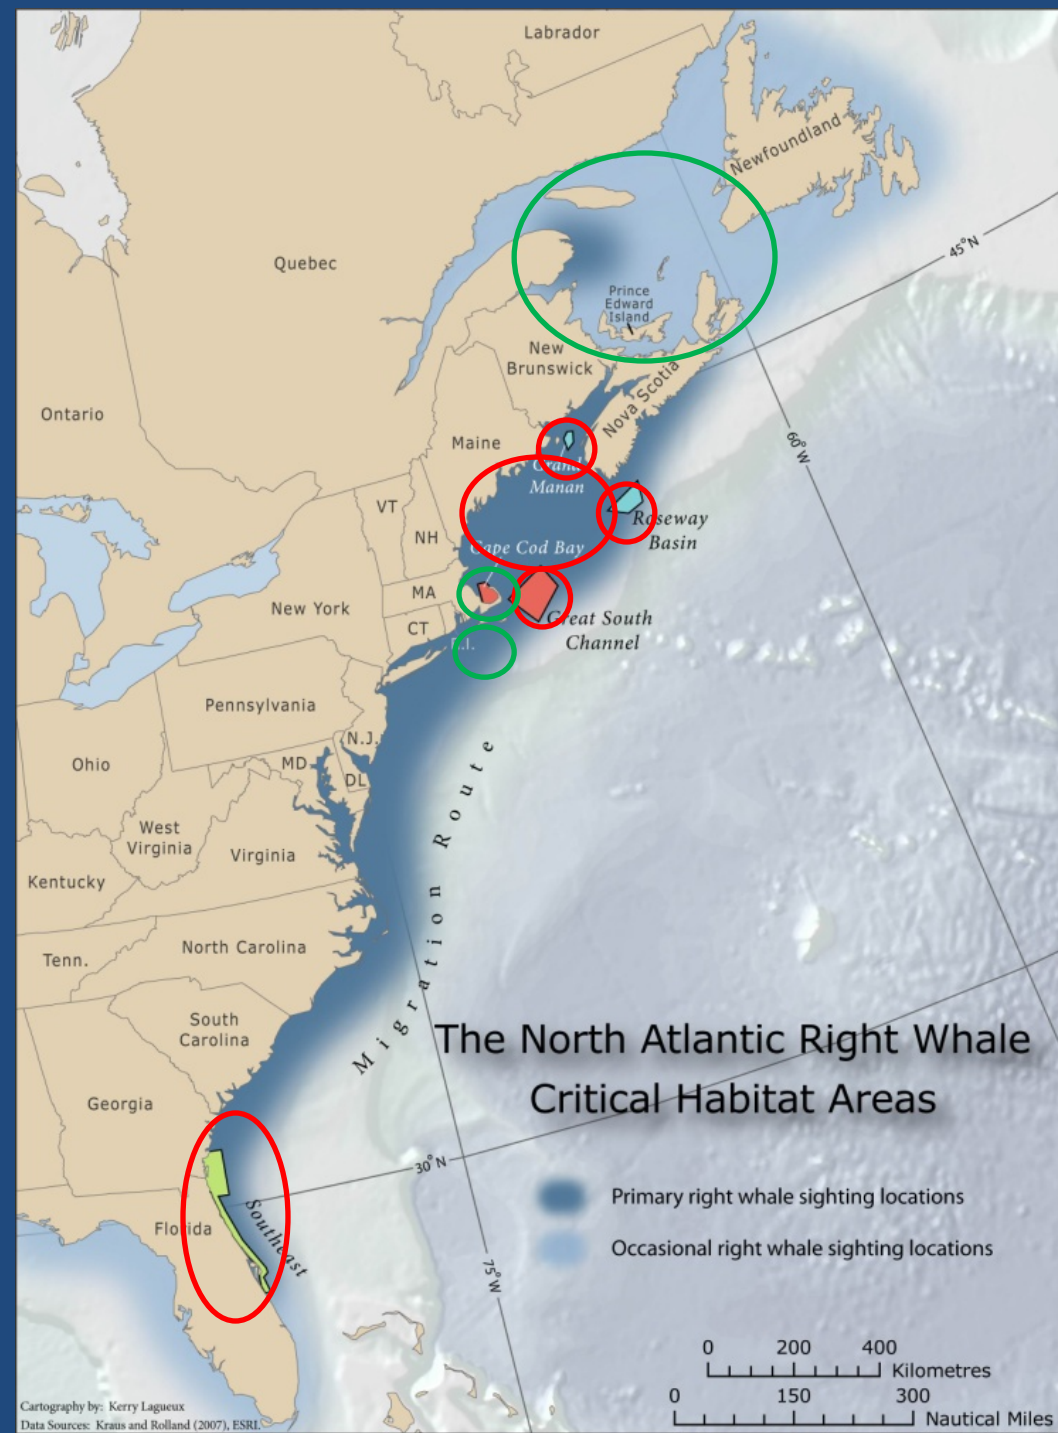 Labrador
Newfoundland
Quebec
45°N
Prince
Edward
Island
New
Brunswick
Nova Scotia
Ontario
Maine
60°W
Grand
Manan
VT
NH
Roseway
Basin
Cape Cod Bay
MA
New York
CT
R.I.
Great South
Channel
Pennsylvania
N.J.
Ohio
MD
DL
West
Virginia
Virginia
Kentucky
Migration Route
North Carolina
Tenn.
South
Carolina
The North Atlantic Right Whale
Critical Habitat Areas
Georgia
30°N
Primary right whale sighting locations
Florida
Southeast
Occasional right whale sighting locations
75°W
0 200 400
Kilometres
0 150 300
Nautical Miles
Cartography by: Kerry Lagueux
Data Sources: Kraus and Rolland (2007), ESRI.